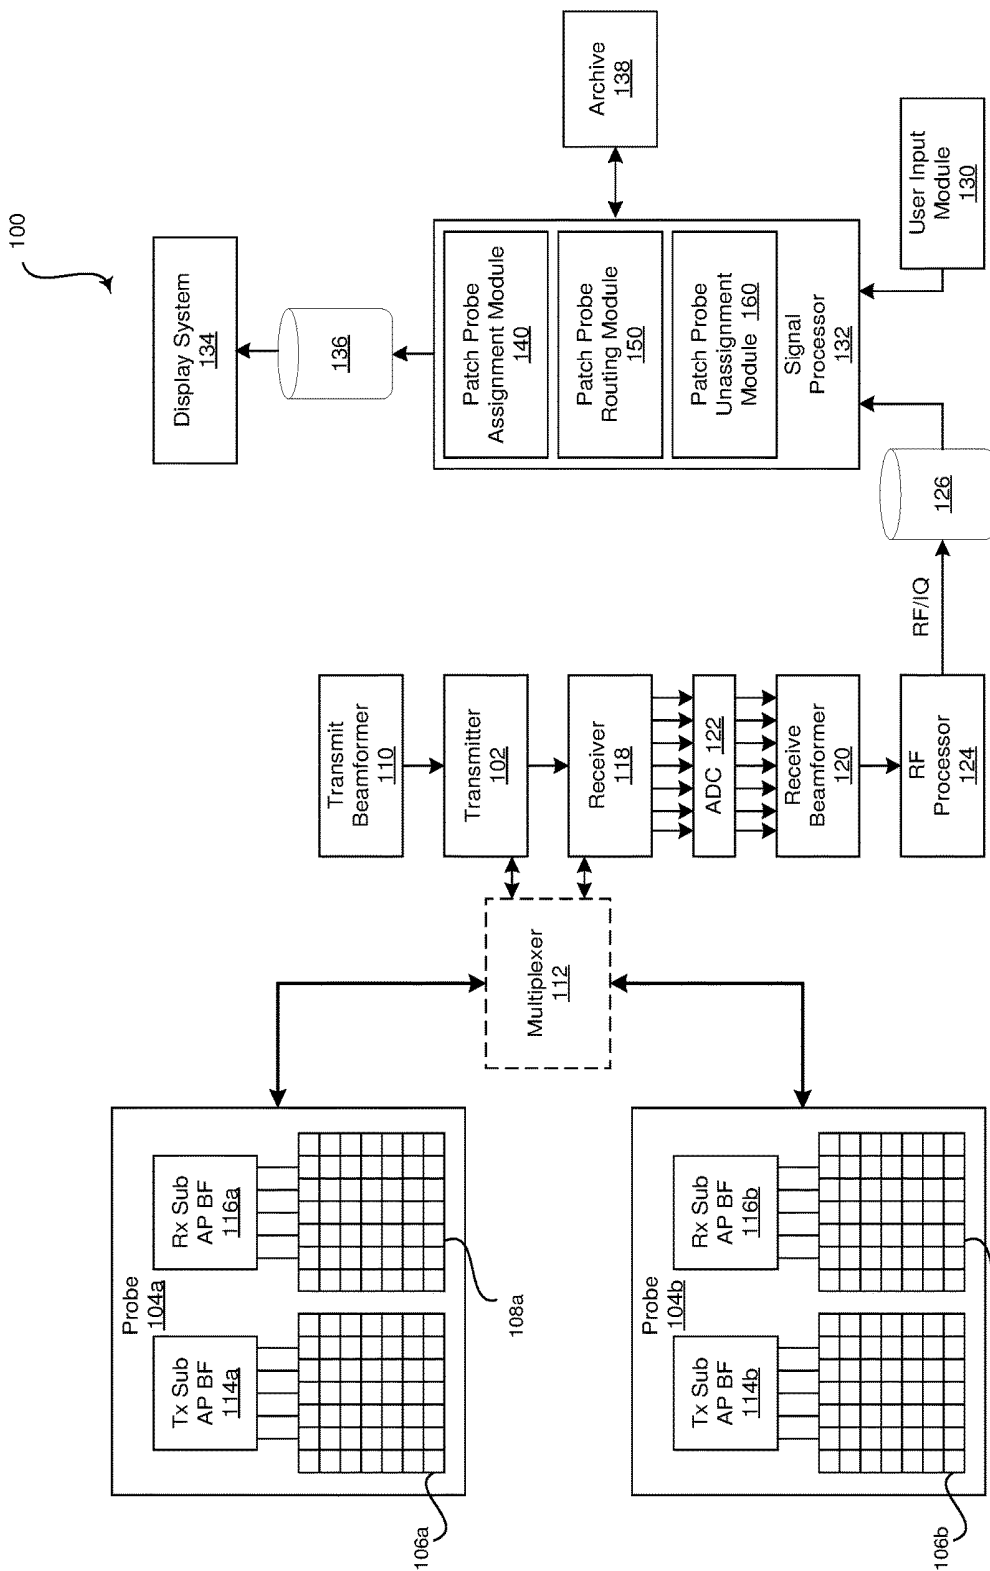 100
Probe
104a
Tx Sub
AP BF
114a
Rx Sub
AP BF
116a
106a
108a
Probe
104b
Tx Sub
AP BF
114b
Rx Sub
AP BF
116b
106b
Multiplexer
112
Transmit
Beamformer
110
Transmitter
102
Receiver
118
ADC 122
Receive
Beamformer
120
RF
Processor
124
RF/IQ
126
Display System
134
136
Patch Probe
Assignment Module
140
Patch Probe
Routing Module
150
Patch Probe
Unassignment
Module 160
Signal
Processor
132
Archive
138
User Input
Module
130